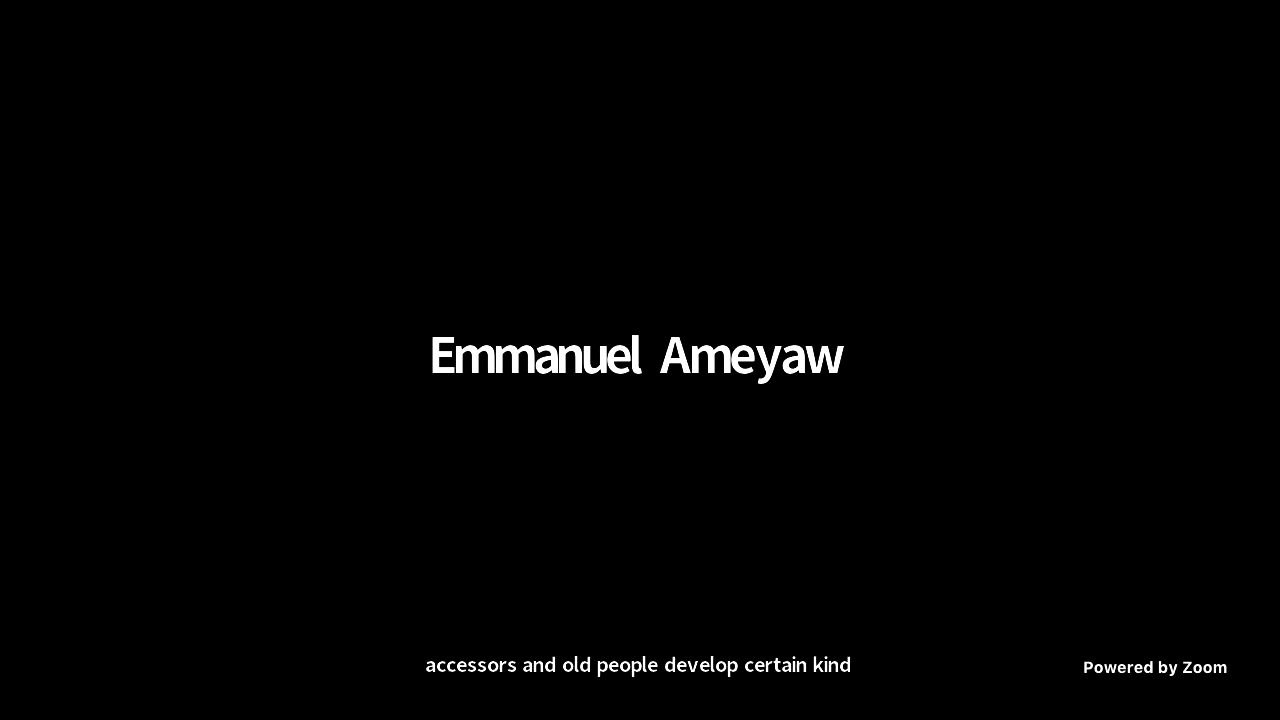 Emmanuel Ameyaw
accessors and old people develop certain kind
Powered by Zoom